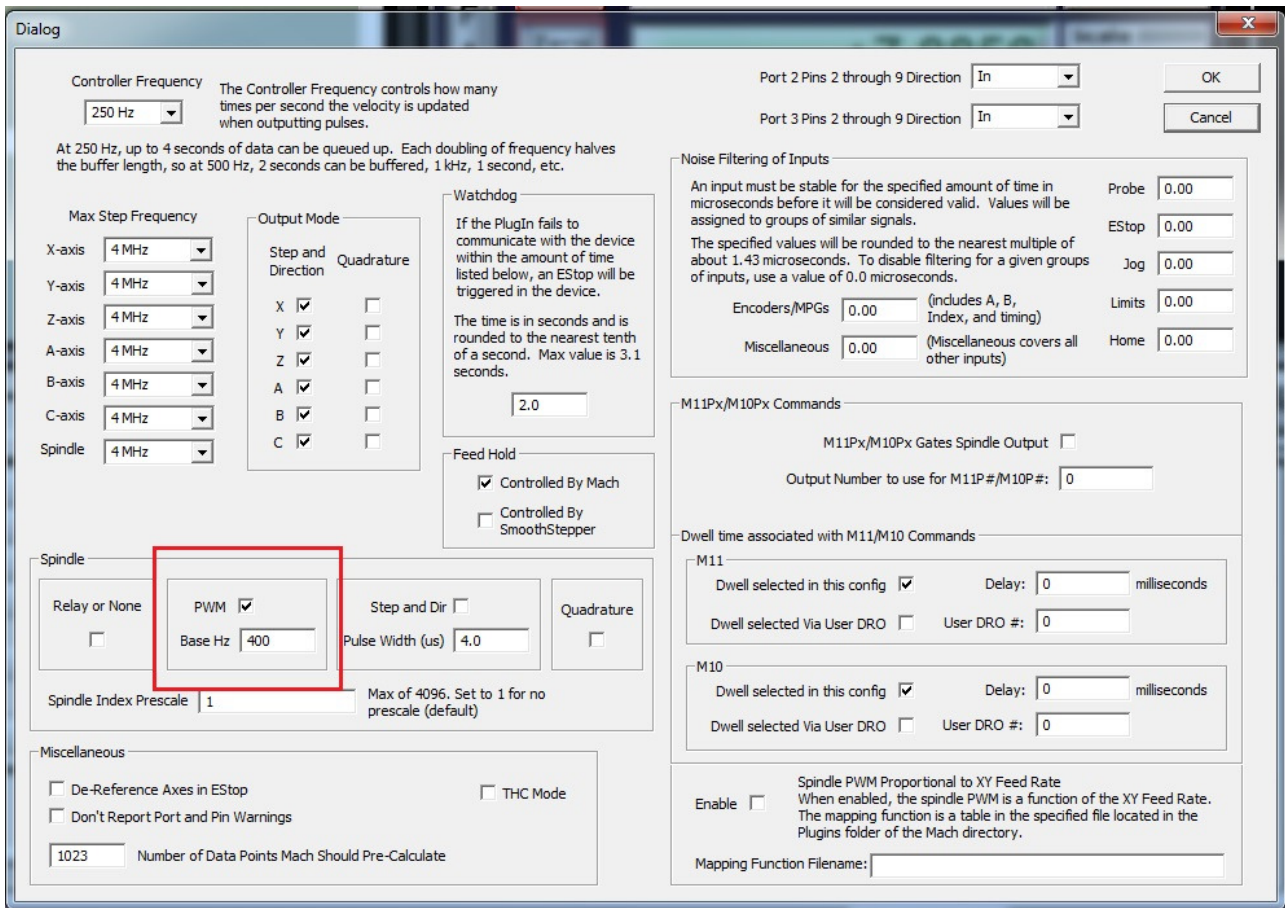 Dialog
Controller Frequency
250 Hz
The Controller Frequency controls how many
times per second the velocity is updated
when outputting pulses.
At 250 Hz, up to 4 seconds of data can be queued up. Each doubling of frequency halves
the buffer length, so at 500 Hz, 2 seconds can be buffered, 1 kHz, 1 second, etc.
Port 2 Pins 2 through 9 Direction In
Port 3 Pins 2 through 9 Direction In
OK
Cancel
Max Step Frequency
X-axis 4 MHz
Y-axis 4 MHz
Z-axis 4 MHz
A-axis 4 MHz
B-axis 4 MHz
C-axis 4 MHz
Spindle 4 MHz
Output Mode
Step and
Direction
Quadrature
X
Y
Z
A
B
C
Watchdog
If the PlugIn fails to
communicate with the device
within the amount of time
listed below, an EStop will be
triggered in the device.
The time is in seconds and is
rounded to the nearest tenth
of a second. Max value is 3.1
seconds.
2.0
Feed Hold
Controlled By Mach
Controlled By
SmoothStepper
Noise Filtering of Inputs
An input must be stable for the specified amount of time in
microseconds before it will be considered valid. Values will be
assigned to groups of similar signals.
The specified values will be rounded to the nearest multiple of
about 1.43 microseconds. To disable filtering for a given groups
of inputs, use a value of 0.0 microseconds.
Encoders/MPGs 0.00 (includes A, B,
Index, and timing)
Miscellaneous 0.00 (Miscellaneous covers all
other inputs)
Probe 0.00
EStop 0.00
Jog 0.00
Limits 0.00
Home 0.00
M11Px/M10Px Commands
M11Px/M10Px Gates Spindle Output
Output Number to use for M11P#/M10P#: 0
Dwell time associated with M11/M10 Commands
M11
Dwell selected in this config Delay: 0 milliseconds
Dwell selected Via User DRO User DRO #: 0
M10
Dwell selected in this config Delay: 0 milliseconds
Dwell selected Via User DRO User DRO #: 0
Spindle
Relay or None
PWM
Base Hz 400
Step and Dir
Pulse Width (us) 4.0
Quadrature
Spindle Index Prescale 1
Max of 4096. Set to 1 for no
prescale (default)
Miscellaneous
De-Reference Axes in EStop
THC Mode
Don't Report Port and Pin Warnings
1023 Number of Data Points Mach Should Pre-Calculate
Enable
Spindle PWM Proportional to XY Feed Rate
When enabled, the spindle PWM is a function of the XY Feed Rate.
The mapping function is a table in the specified file located in the
Plugins folder of the Mach directory.
Mapping Function Filename: